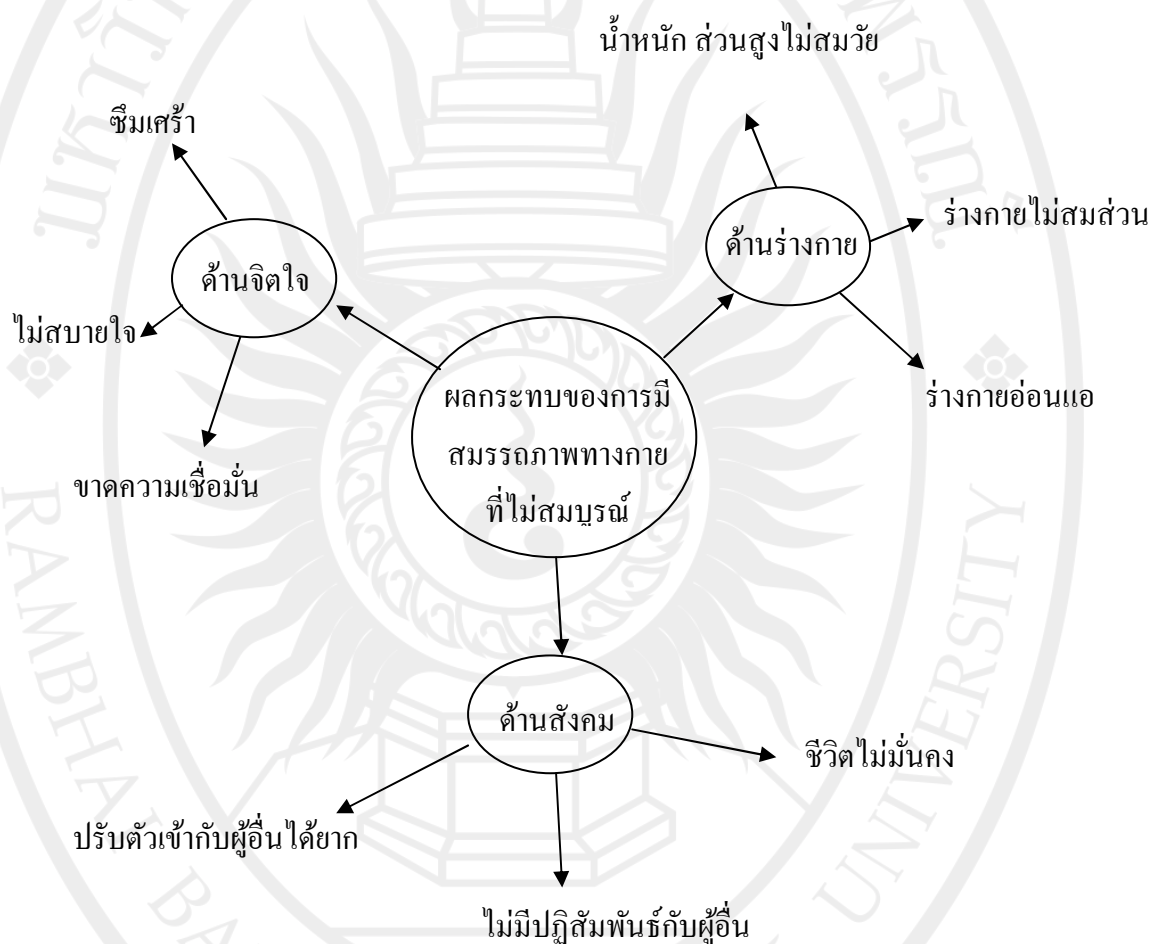 น้ำหนัก ส่วนสูงไม่สมวัย
ซึมเศร้า
ร่างกายไม่สมส่วน
ด้านร่างกาย
ด้านจิตใจ
ไม่สบายใจ
ผลกระทบของการมี
สมรรถภาพทางกาย
ที่ไม่สมบูรณ์
ร่างกายอ่อนแอ
ขาดความเชื่อมั่น
ด้านสังคม
ชีวิตไม่มั่นคง
ปรับตัวเข้ากับผู้อื่นได้ยาก
ไม่มีปฏิสัมพันธ์กับผู้อื่น
RAMBHAI BA
UNIVERSITY